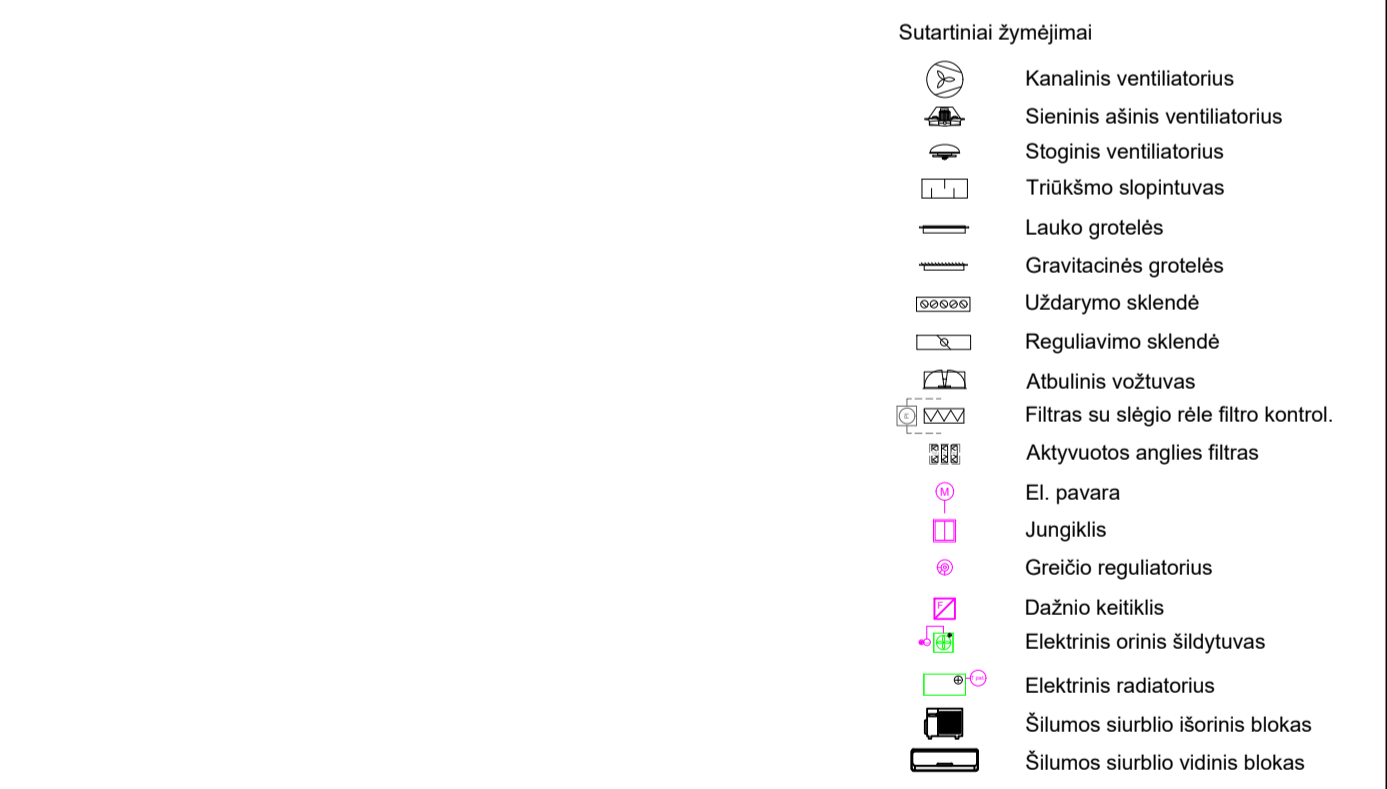 Sutartiniai žymėjimai
Kanalinis ventiliatorius
Sieninis ašinis ventiliatorius
Stoginis ventiliatorius
Triūkšmo slopintuvas
Lauko grotelės
Gravitacinės grotelės
Uždarymo sklendė
Reguliavimo sklendė
Atbulinis vožtuvas
Filtras su slėgio rėle filtro kontrol.
Aktyvuotos anglies filtras
M El. pavara
Jungiklis
Greičio reguliatorius
F Dažnio keitiklis
Elektrinis orinis šildytuvas
Elektrinis radiatorius
Šilumos siurblio išorinis blokas
Šilumos siurblio vidinis blokas